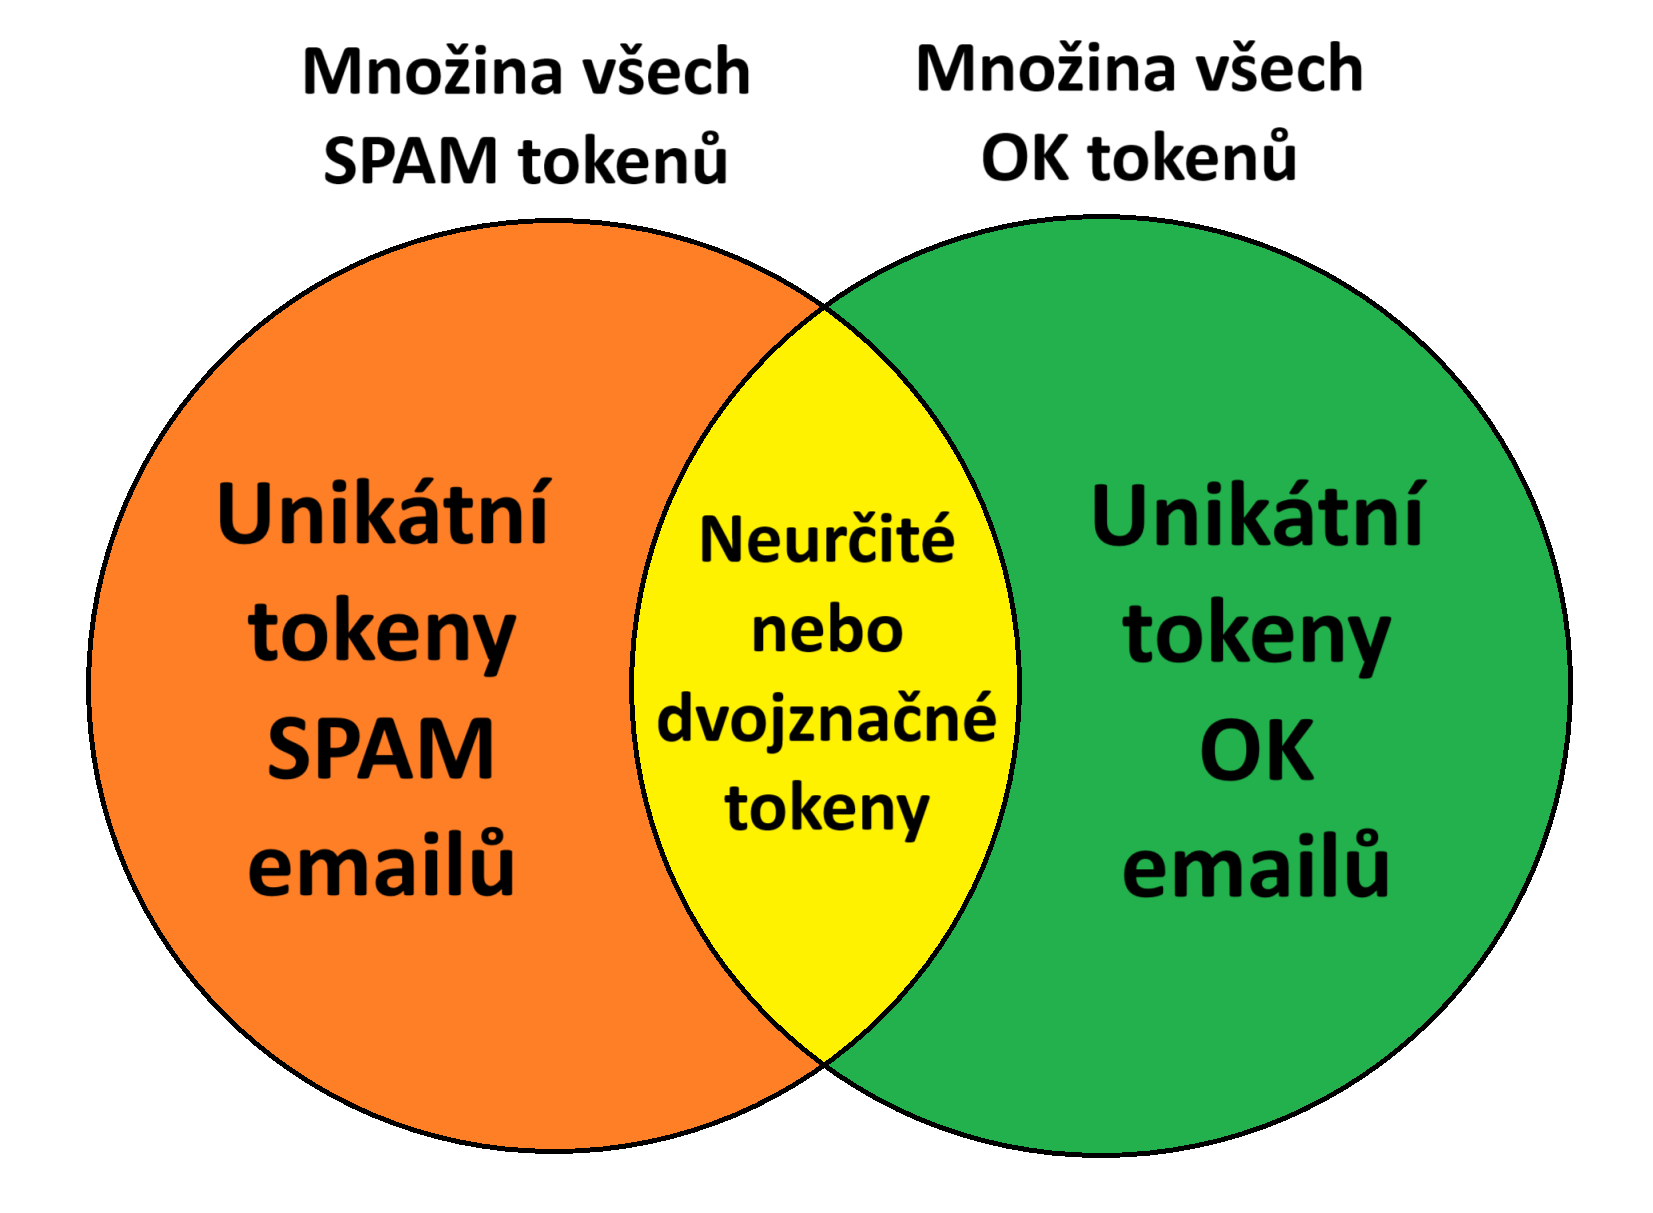 Množina všech
SPAM tokenů
Množina všech
OK tokenů
Unikátní
tokeny
SPAM
emailů
Neurčité
nebo
dvojznačné
tokeny
Unikátní
tokeny
OK
emailů